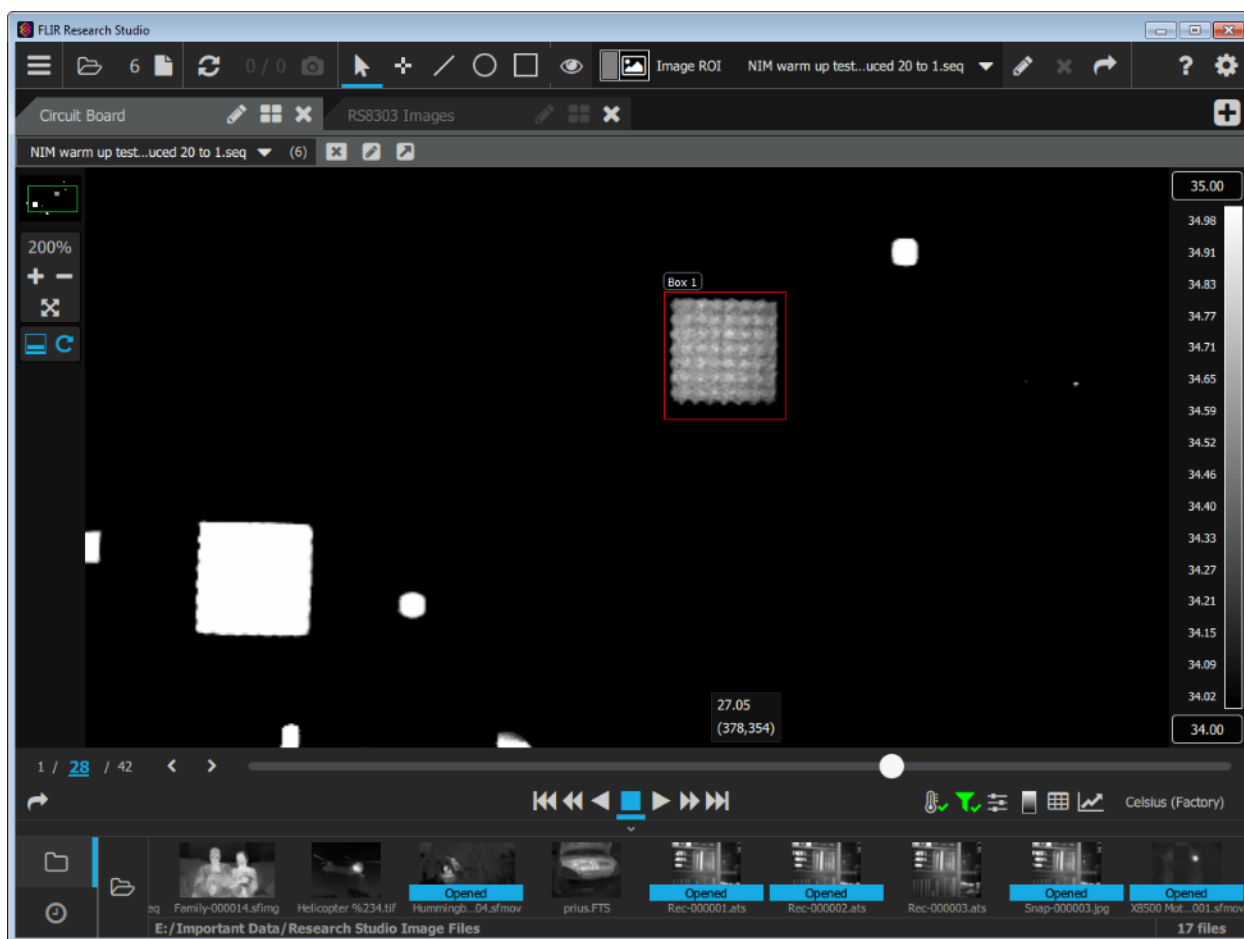 FLIR Research Studio
6
0 / 0
Image ROI
NIM warm up test...uced 20 to 1.seq
?
Circuit Board
RS8303 Images
NIM warm up test...uced 20 to 1.seq
(6)
35.00
200%
34.98
34.91
34.83
34.77
34.71
34.65
34.59
34.52
34.46
34.40
34.33
34.27
34.21
34.15
34.09
34.02
34.00
Box 1
27.05
(378,354)
1 / 28 / 42
Celsius (Factory)
Opened
Opened
Opened
Opened
Opened
eq
Family-000014.sfimg
Helicopter %234.tif
Hummingb...04.sfmov
prius.FTS
Rec-000001.ats
Rec-000002.ats
Rec-000003.ats
Snap-000003.jpg
X8500 Mot...001.sfmov
E:/Important Data/Research Studio Image Files
17 files